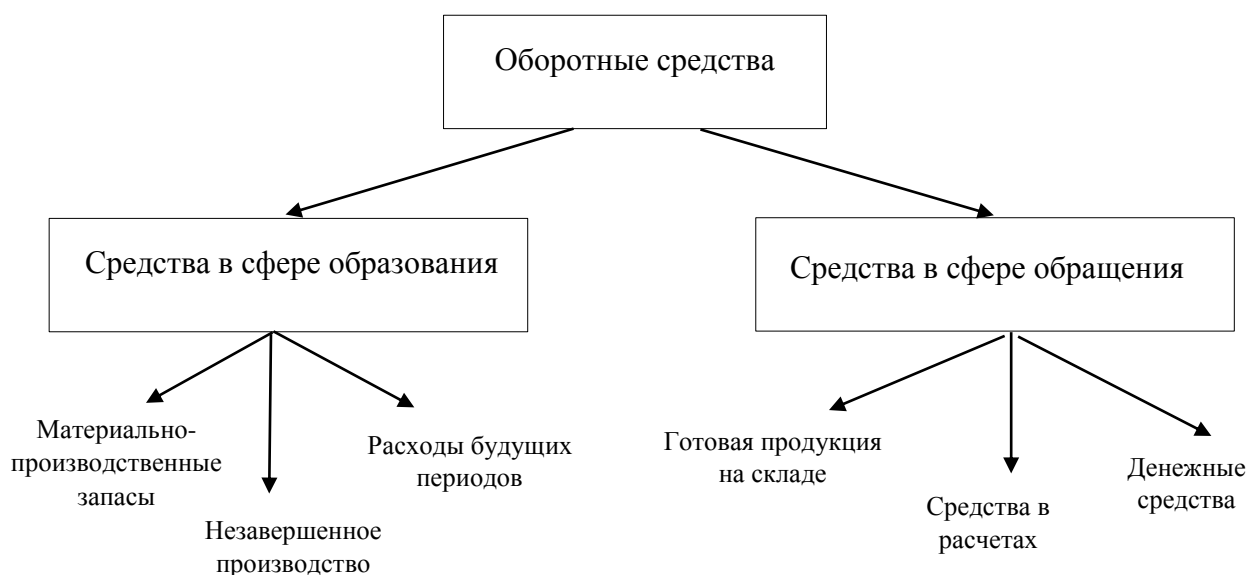 Оборотные средства
Средства в сфере образования
Средства в сфере обращения
Материально-
производственные
запасы
Незавершенное
производство
Расходы будущих
периодов
Готовая продукция
на складе
Средства в
расчетах
Денежные
средства